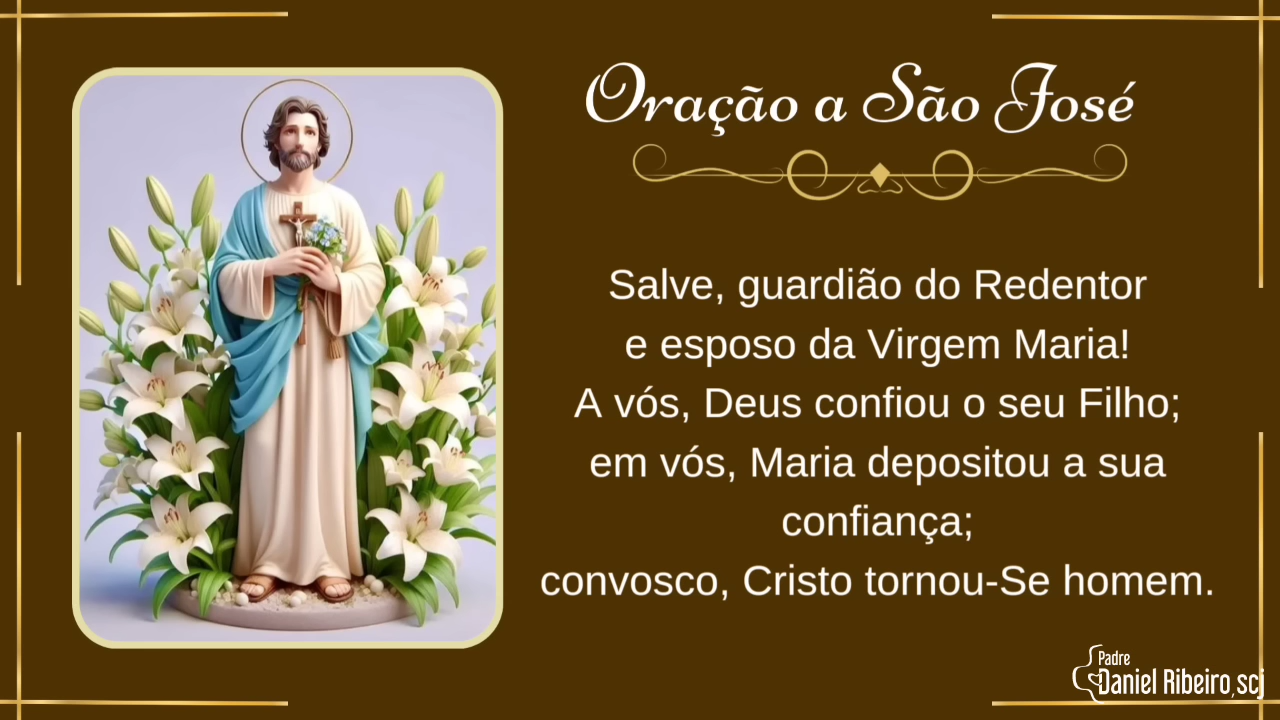 Oração a São José
Salve, guardião do Redentor
e esposo da Virgem Maria!
A vós, Deus confiou o seu Filho;
em vós, Maria depositou a sua
confiança;
convosco, Cristo tornou-Se homem.
Padre
Daniel Ribeiro, scj